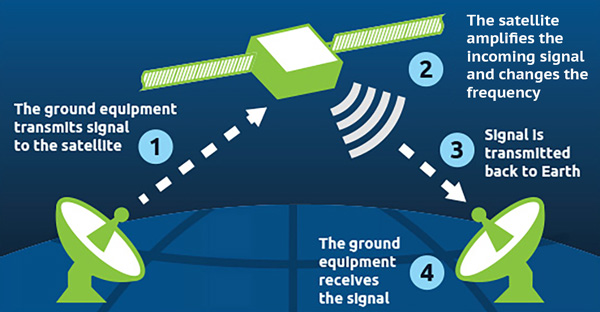 The ground equipment
transmits signal
to the satellite
1
2
The satellite
amplifies the
incoming signal
and changes the
frequency
3
Signal is
transmitted
back to Earth
The ground
equipment
receives
the signal
4